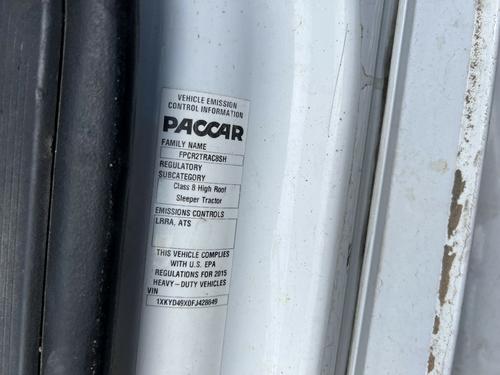 VEHICLE EMISSION
CONTROL INFORMATION
PACCAR
FAMILY NAME
FPCR2TRAC8SH
REGULATORY
SUBCATEGORY
Class 8 High Roof
Sleeper Tractor
EMISSIONS CONTROLS
LRRA, ATS
THIS VEHICLE COMPLIES
WITH U.S. EPA
REGULATIONS FOR 2015
HEAVY-DUTY VEHICLES
VIN
1XKYD49X0FJ428649